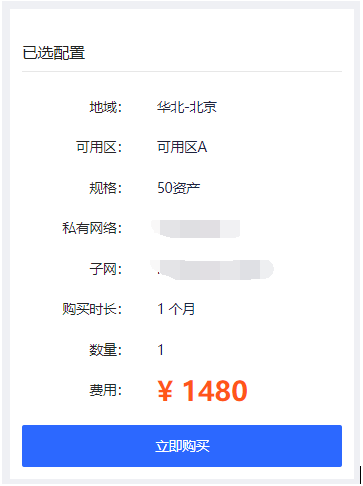 已选配置
地域： 华北-北京
可用区： 可用区A
规格： 50资产
私有网络：
子网：
购买时长： 1 个月
数量： 1
费用： ¥ 1480
立即购买